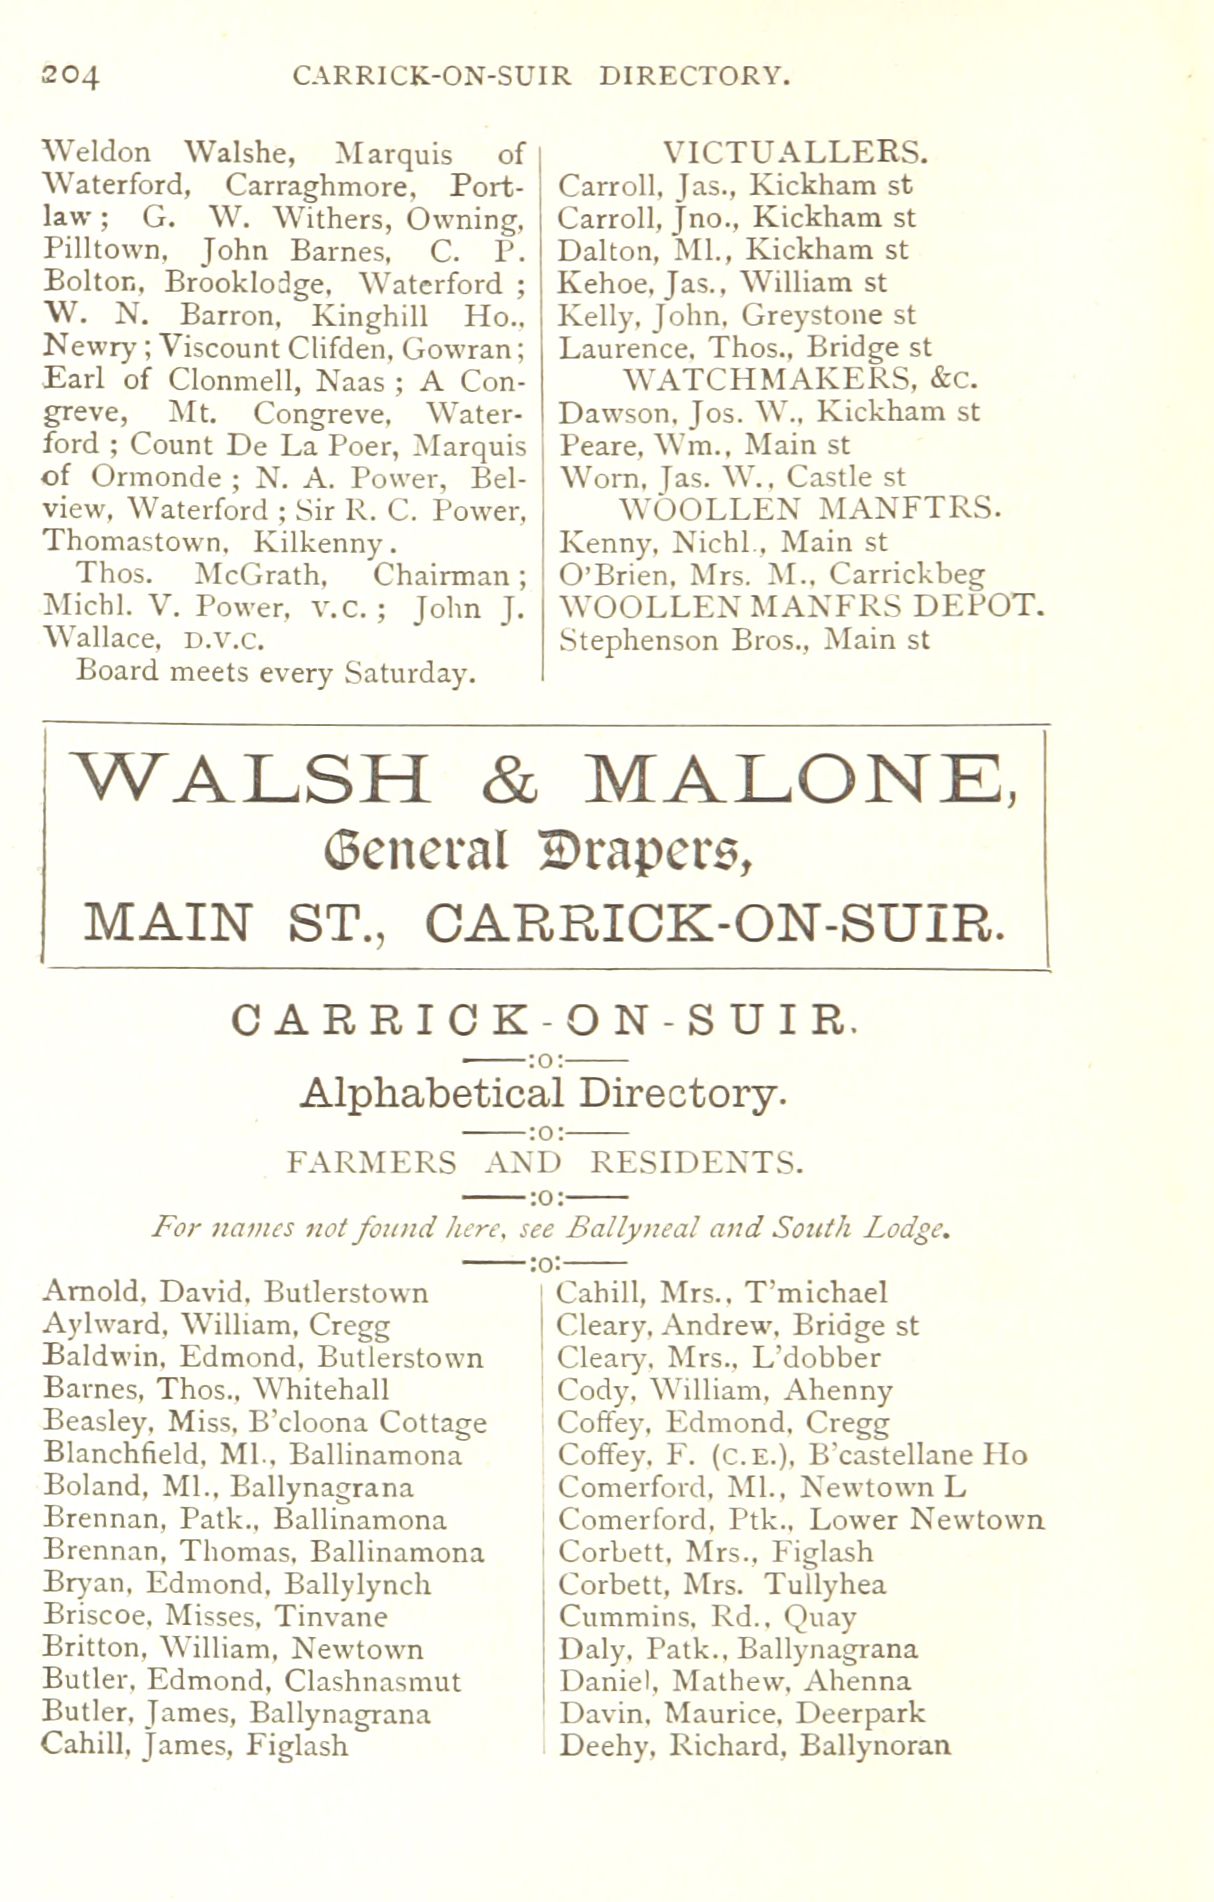 204 CARRICK-ON-SUIR DIRECTORY.
Weldon Walshe, Marquis of
Waterford, Carraghmore, Port-
law ; G. W. Withers, Owning,
Pilltown, John Barnes, C. P.
Bolton, Brooklodge, Waterford ;
W. N. Barron, Kinghill Ho.,
Newry ; Viscount Clifden, Gowran ;
Earl of Clonmell, Naas ; A Con-
greve, Mt. Congreve, Water-
ford ; Count De La Poer, Marquis
of Ormonde ; N. A. Power, Bel-
view, Waterford ; Sir R. C. Power,
Thomastown, Kilkenny.
Thos. McGrath, Chairman ;
Michl. V. Power, V.C. ; John J.
Wallace, D.V.C.
Board meets every Saturday.
VICTUALLERS.
Carroll, Jas., Kickham st
Carroll, Jno., Kickham st
Dalton, Ml., Kickham st
Kehoe, Jas., William st
Kelly, John, Greystone st
Laurence, Thos., Bridge st
WATCHMAKERS, &c.
Dawson, Jos. W., Kickham st
Peare, Wm., Main st
Worn, Jas. W., Castle st
WOOLLEN MANFTRS.
Kenny, Nichl., Main st
O'Brien, Mrs. M., Carrickbeg
WOOLLEN MANFRS DEPOT.
Stephenson Bros., Main st
WALSH & MALONE,
General Drapers,
MAIN ST., CARRICK-ON-SUIR.
CARRICK-ON-SUIR.
——:o:——
Alphabetical Directory.
——:o:——
FARMERS AND RESIDENTS.
——:o:——
For names not found here, see Ballyneal and South Lodge.
——:o:——
Arnold, David, Butlerstown
Aylward, William, Cregg
Baldwin, Edmond, Butlerstown
Barnes, Thos., Whitehall
Beasley, Miss, B'cloona Cottage
Blanchfield, Ml., Ballinamona
Boland, Ml., Ballynagrana
Brennan, Patk., Ballinamona
Brennan, Thomas, Ballinamona
Bryan, Edmond, Ballylynch
Briscoe, Misses, Tinvane
Britton, William, Newtown
Butler, Edmond, Clashnasmut
Butler, James, Ballynagrana
Cahill, James, Figlash
Cahill, Mrs., T'michael
Cleary, Andrew, Bridge st
Cleary, Mrs., L'dobber
Cody, William, Ahenny
Coffey, Edmond, Cregg
Coffey, F. (C.E.), B'castellane Ho
Comerford, Ml., Newtown L
Comerford, Ptk., Lower Newtown
Corbett, Mrs., Figlash
Corbett, Mrs. Tullyhea
Cummins, Rd., Quay
Daly, Patk., Ballynagrana
Daniel, Mathew, Ahenna
Davin, Maurice, Deerpark
Deehy, Richard, Ballynoran